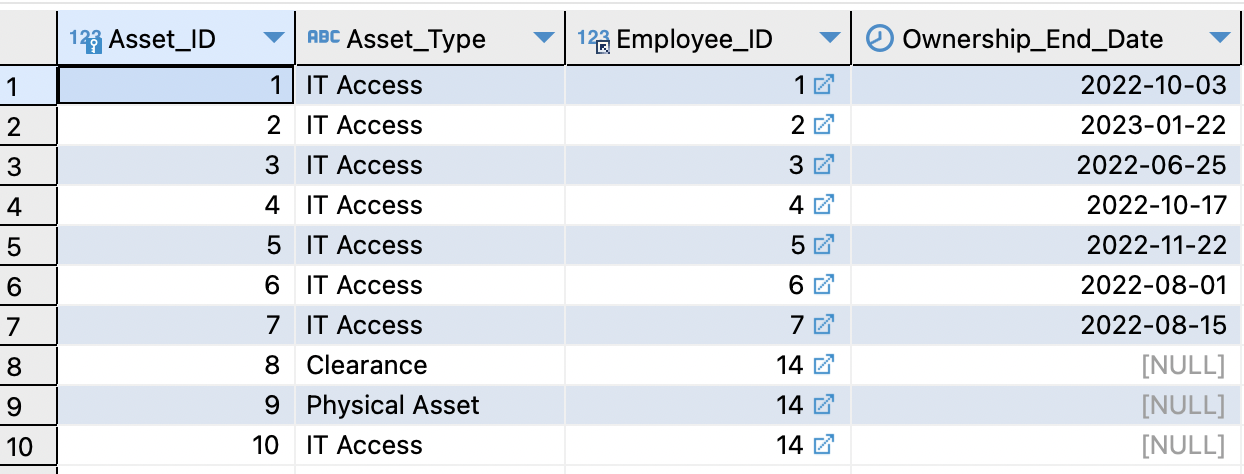 123 Asset_ID ABC Asset_Type 123 Employee_ID Ownership_End_Date
1 1 IT Access 1 2022-10-03
2 2 IT Access 2 2023-01-22
3 3 IT Access 3 2022-06-25
4 4 IT Access 4 2022-10-17
5 5 IT Access 5 2022-11-22
6 6 IT Access 6 2022-08-01
7 7 IT Access 7 2022-08-15
8 8 Clearance 14 [NULL]
9 9 Physical Asset 14 [NULL]
10 10 IT Access 14 [NULL]